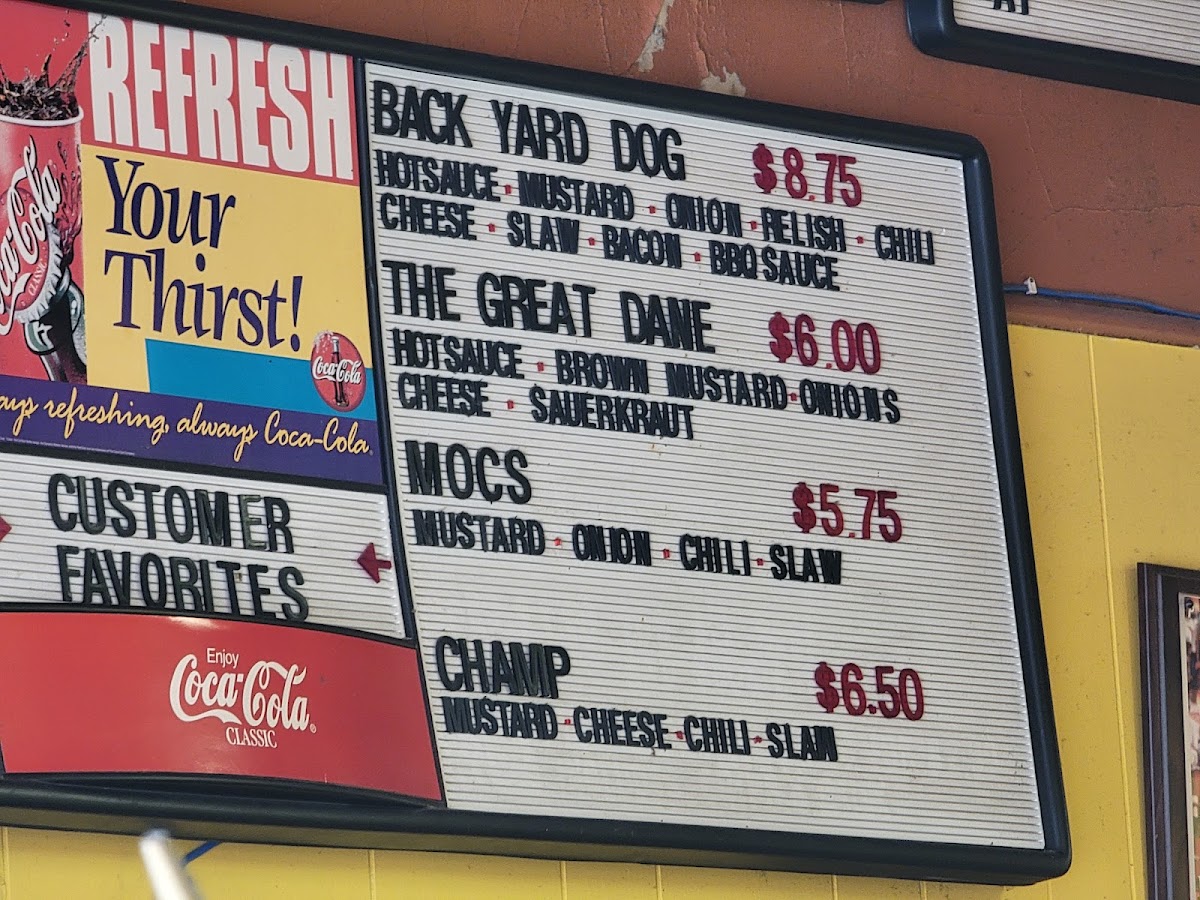 REFRESH
Your
Thirst!
Coca-Cola
CLASSIC
Coca-Cola
ays refreshing, always Coca-Cola.
CUSTOMER
FAVORITES
Enjoy
Coca-Cola®
CLASSIC
BACK YARD DOG $8.75
HOTSAUCE · MUSTARD · ONION · RELISH · CHILI
CHEESE · SLAW · BACON · BBQ SAUCE
THE GREAT DANE $6.00
HOTSAUCE · BROWN MUSTARD · ONIONS
CHEESE · SAUERKRAUT
MOCS $5.75
MUSTARD · ONION · CHILI · SLAW
CHAMP $6.50
MUSTARD · CHEESE · CHILI · SLAW